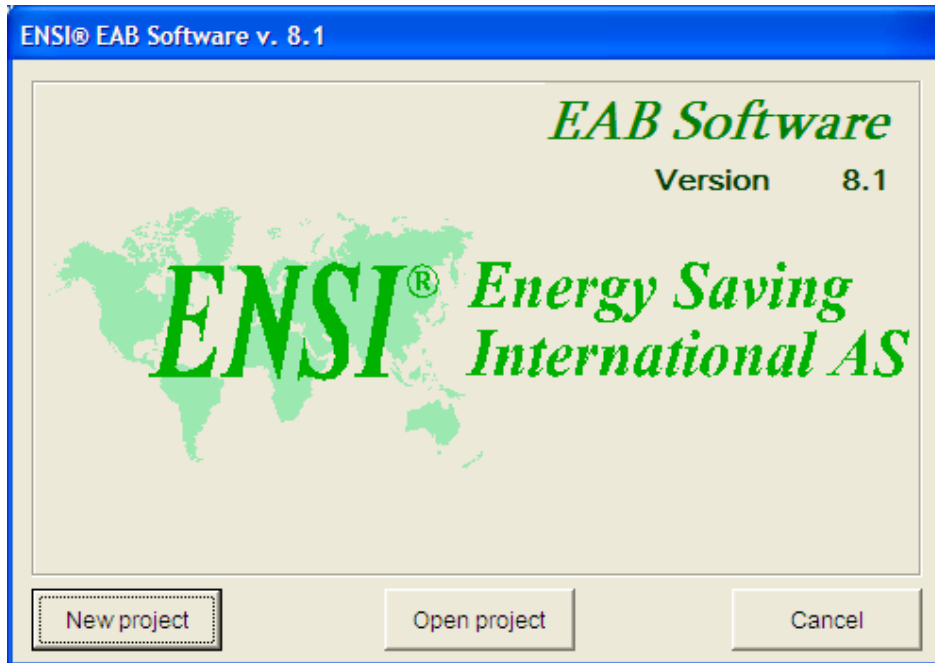 ENSI® EAB Software v. 8.1
EAB Software
Version 8.1
ENSI® Energy Saving
International AS
New project Open project Cancel